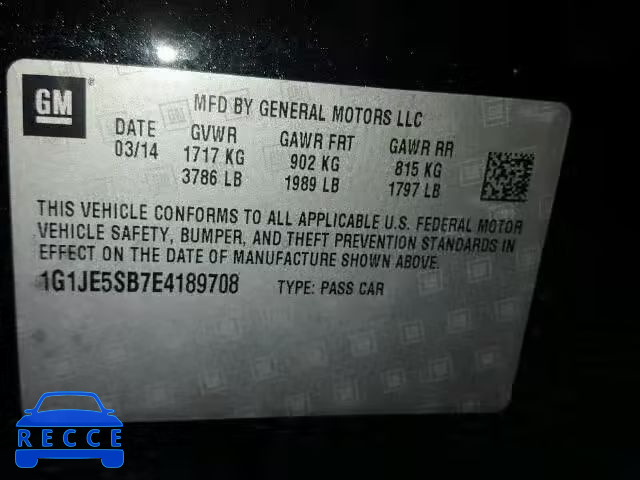 GM ®
MFD BY GENERAL MOTORS LLC
DATE GVWR GAWR FRT GAWR RR
03/14 1717 KG 902 KG 815 KG
3786 LB 1989 LB 1797 LB
THIS VEHICLE CONFORMS TO ALL APPLICABLE U.S. FEDERAL MOTOR
VEHICLE SAFETY, BUMPER, AND THEFT PREVENTION STANDARDS IN
EFFECT ON THE DATE OF MANUFACTURE SHOWN ABOVE.
1G1JE5SB7E4189708 TYPE: PASS CAR
RECCE